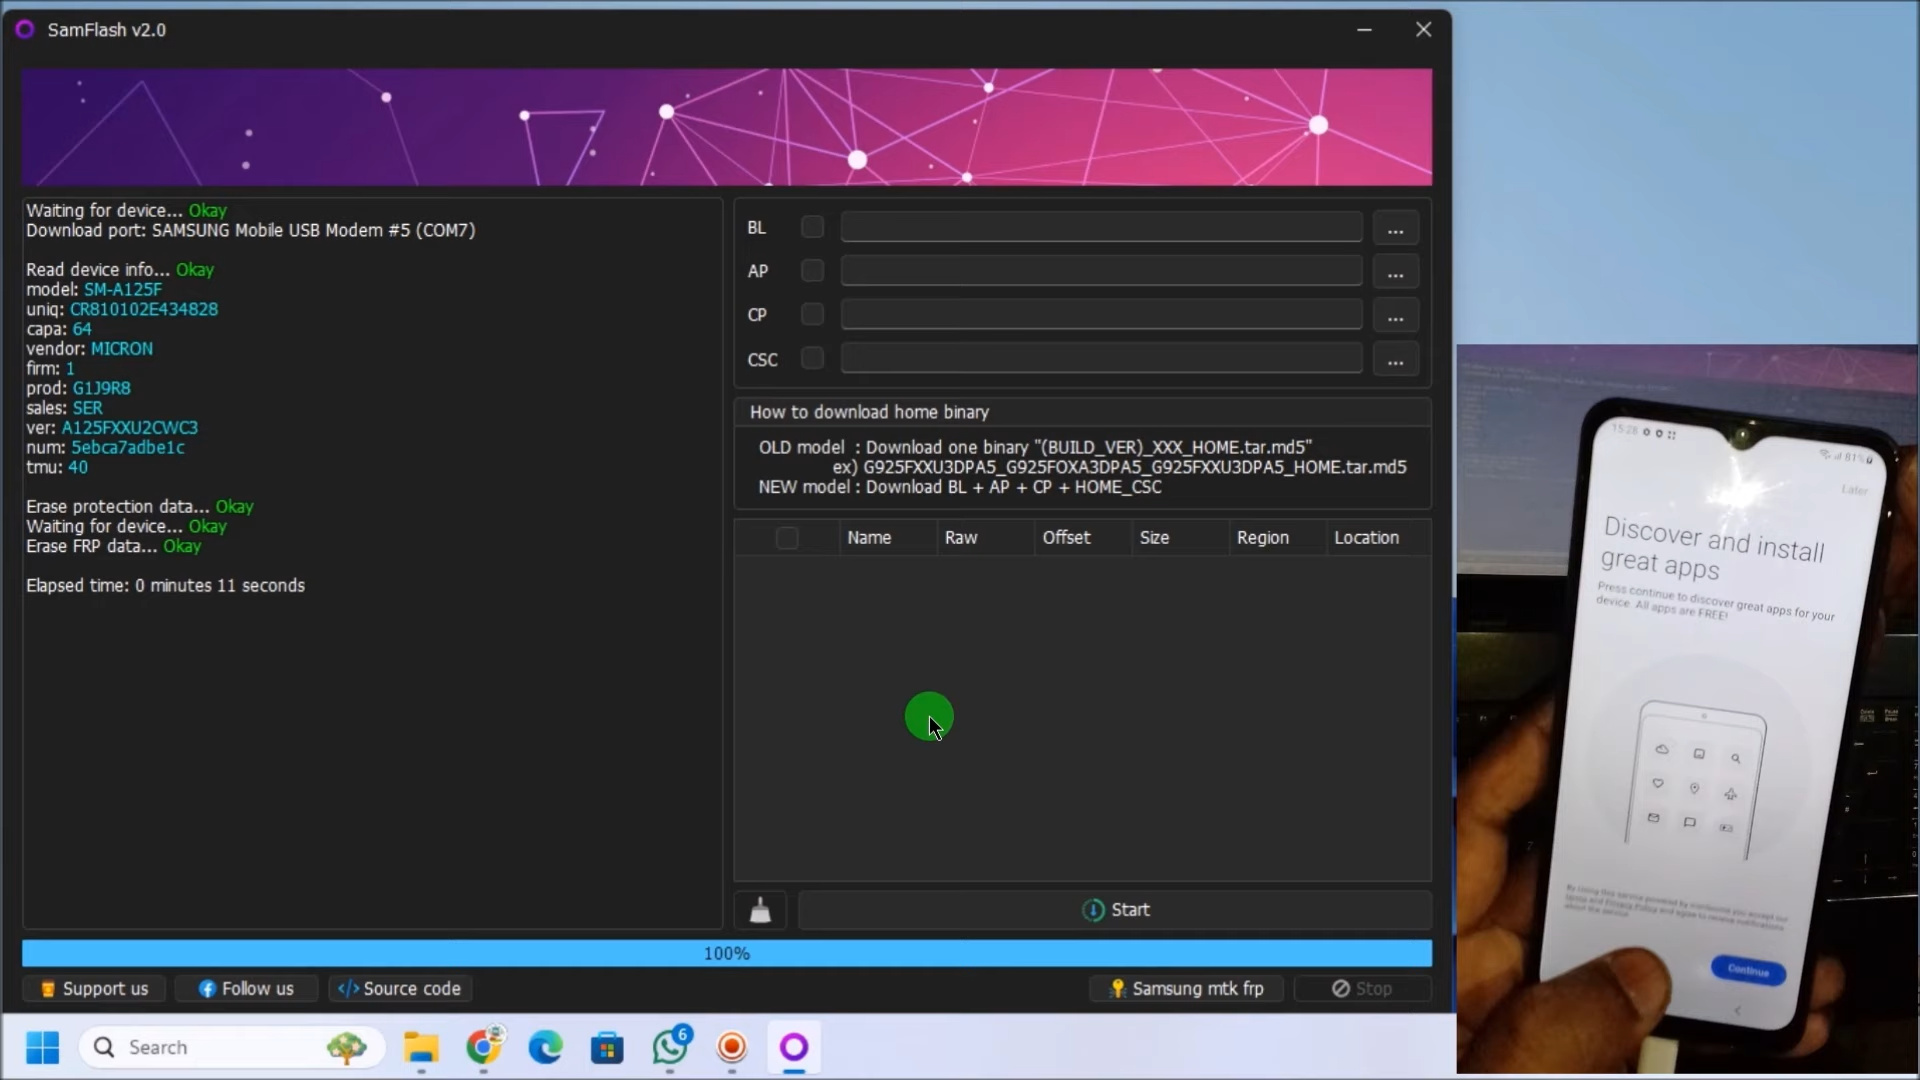 SamFlash v2.0
Waiting for device... Okay
Download port: SAMSUNG Mobile USB Modem #5 (COM7)
Read device info... Okay
model: SM-A125F
uniq: CR810102E434828
capa: 64
vendor: MICRON
firm: 1
prod: G1J9R8
sales: SER
ver: A125FXXU2CWC3
num: 5ebca7adbe1c
tmu: 40
Erase protection data... Okay
Waiting for device... Okay
Erase FRP data... Okay
Elapsed time: 0 minutes 11 seconds
BL ...
AP ...
CP ...
CSC ...
How to download home binary
OLD model : Download one binary "(BUILD_VER)_XXX_HOME.tar.md5"
ex) G925FXXU3DPA5_G925FOXA3DPA5_G925FXXU3DPA5_HOME.tar.md5
NEW model : Download BL + AP + CP + HOME_CSC
Name Raw Offset Size Region Location
Start
100%
Support us Follow us </> Source code Samsung mtk frp Stop
Search 6
15:28 81%
Later
Discover and install
great apps
Press continue to discover great apps for your
device. All apps are FREE!
Continue